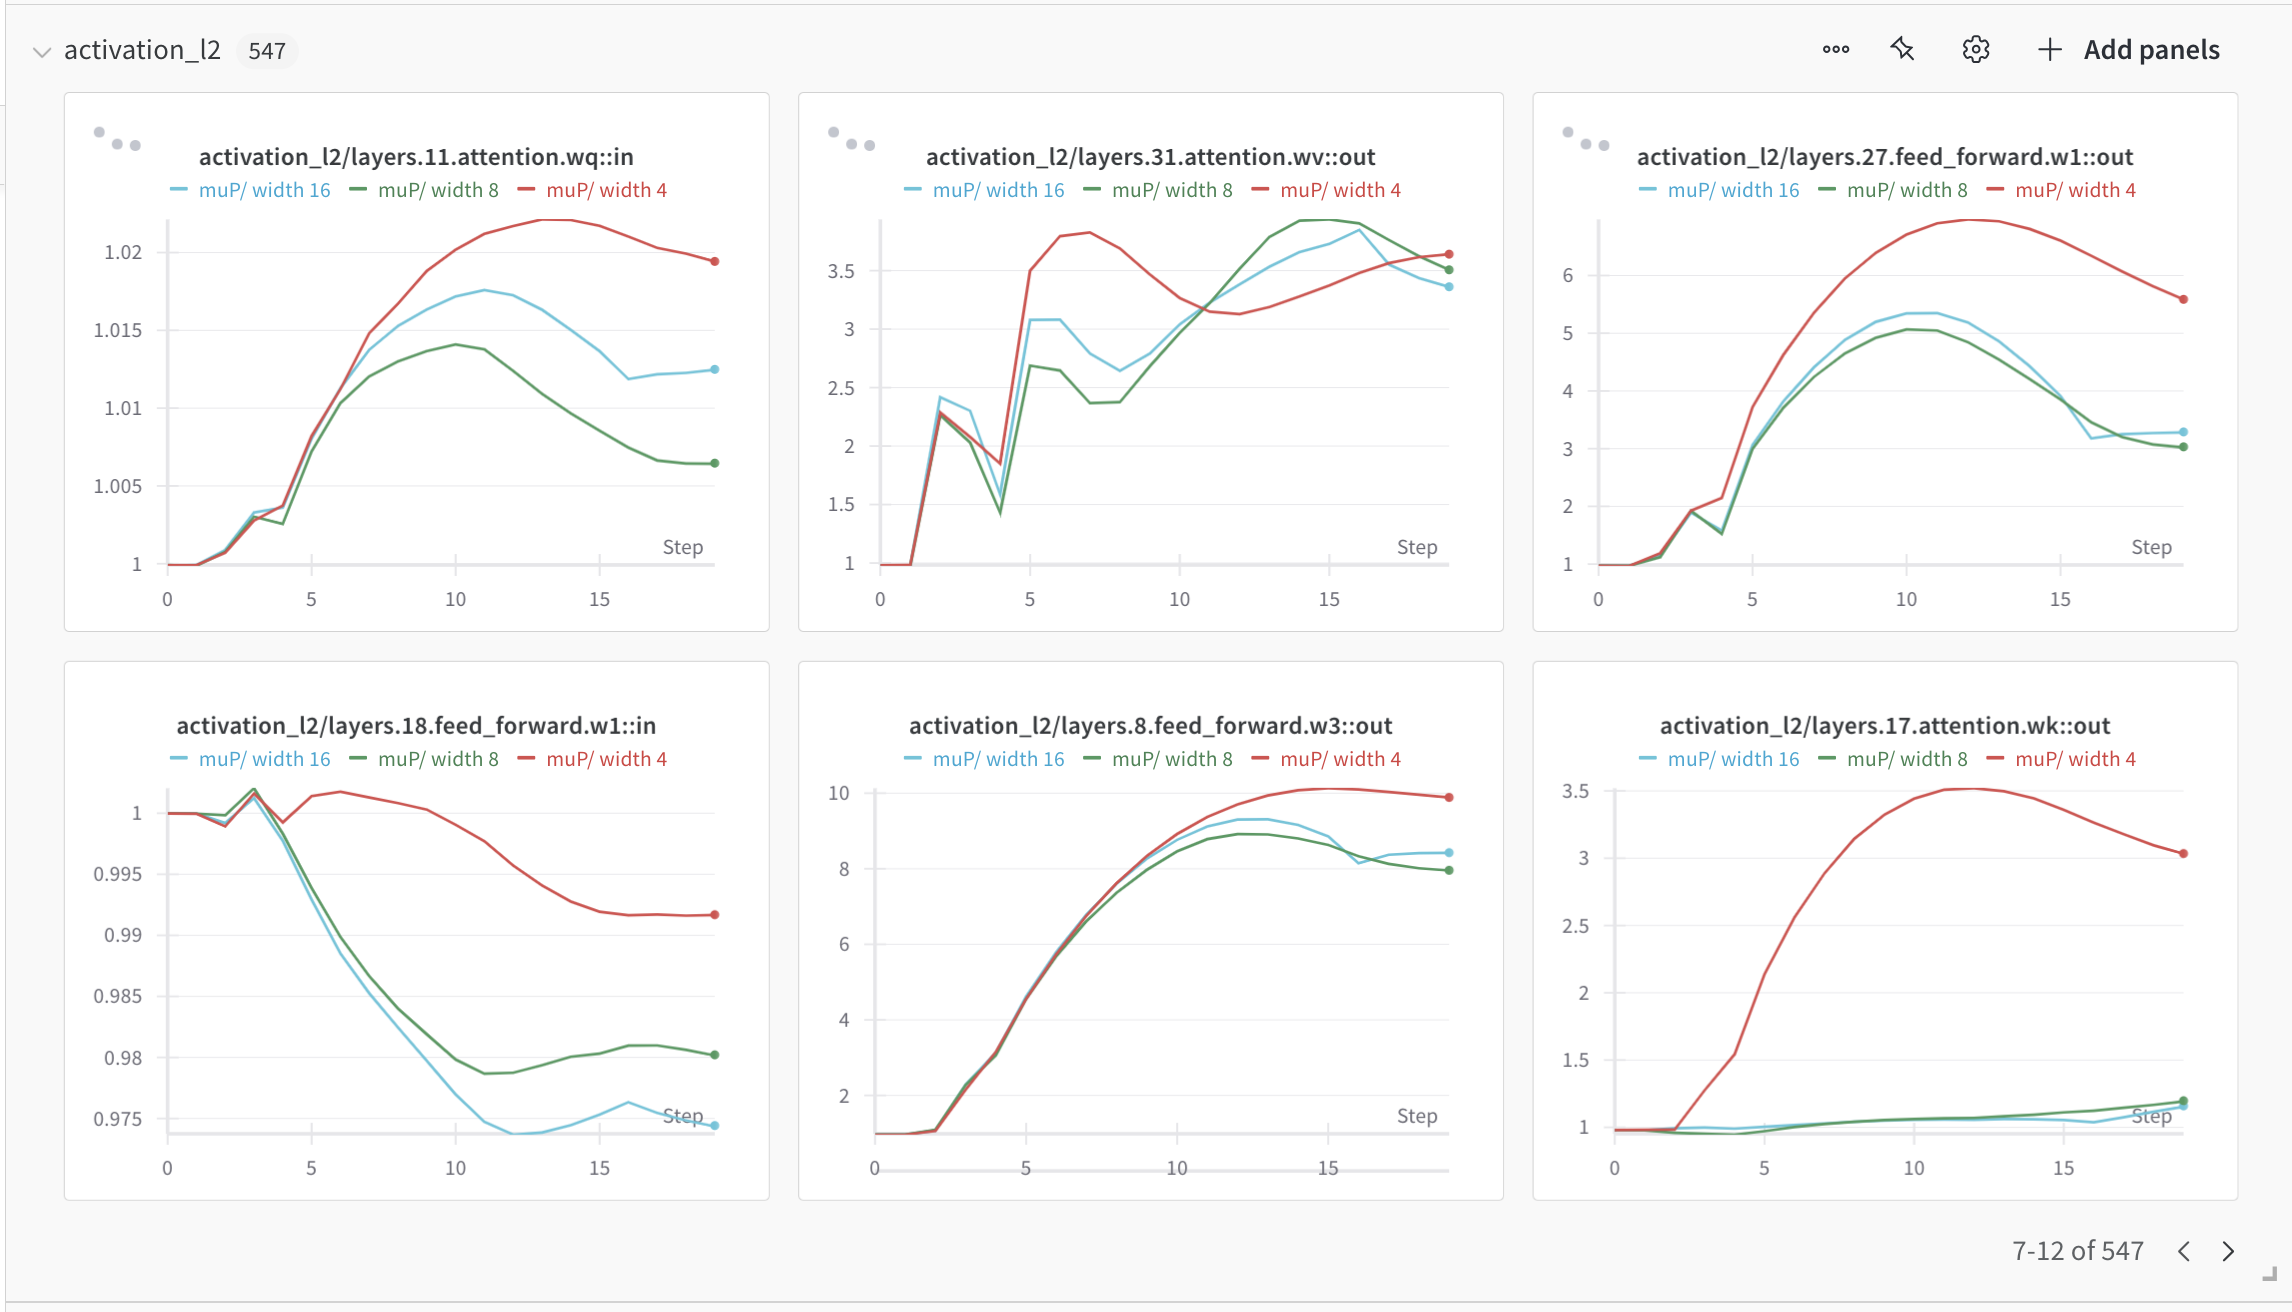 activation_l2 547
Add panels
activation_l2/layers.11.attention.wq::in
muP/ width 16 muP/ width 8 muP/ width 4
1.02
1.015
1.01
1.005
1
Step
0 5 10 15
activation_l2/layers.31.attention.wv::out
muP/ width 16 muP/ width 8 muP/ width 4
3.5
3
2.5
2
1.5
1
Step
0 5 10 15
activation_l2/layers.27.feed_forward.w1::out
muP/ width 16 muP/ width 8 muP/ width 4
6
5
4
3
2
1
Step
0 5 10 15
activation_l2/layers.18.feed_forward.w1::in
muP/ width 16 muP/ width 8 muP/ width 4
1
0.995
0.99
0.985
0.98
0.975
Step
0 5 10 15
activation_l2/layers.8.feed_forward.w3::out
muP/ width 16 muP/ width 8 muP/ width 4
10
8
6
4
2
Step
0 5 10 15
activation_l2/layers.17.attention.wk::out
muP/ width 16 muP/ width 8 muP/ width 4
3.5
3
2.5
2
1.5
1
Step
0 5 10 15
7-12 of 547